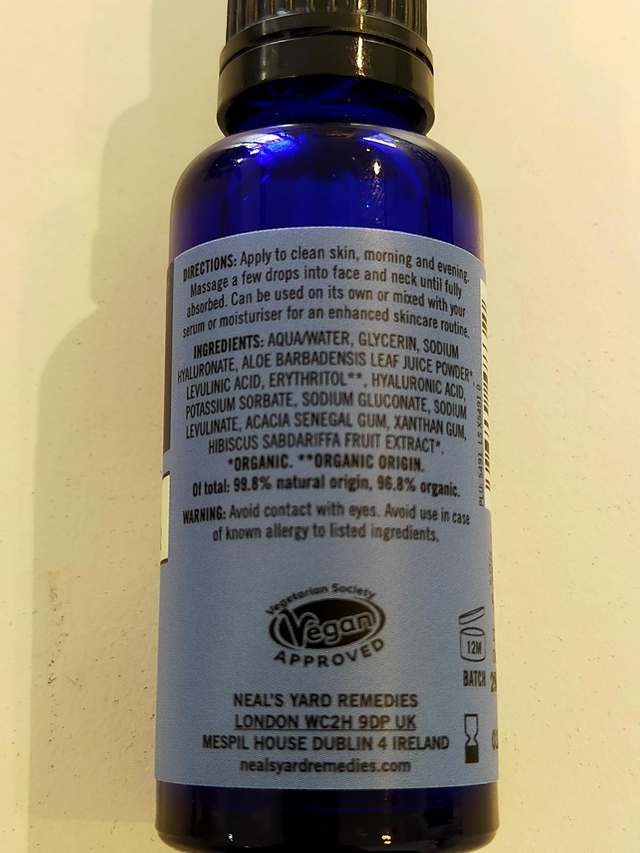 DIRECTIONS: Apply to clean skin, morning and evening.
Massage a few drops into face and neck until fully
absorbed. Can be used on its own or mixed with your
serum or moisturiser for an enhanced skincare routine.
INGREDIENTS: AQUA/WATER, GLYCERIN, SODIUM
HYALURONATE, ALOE BARBADENSIS LEAF JUICE POWDER*,
LEVULINIC ACID, ERYTHRITOL**, HYALURONIC ACID,
POTASSIUM SORBATE, SODIUM GLUCONATE, SODIUM
LEVULINATE, ACACIA SENEGAL GUM, XANTHAN GUM,
HIBISCUS SABDARIFFA FRUIT EXTRACT*.
*ORGANIC. **ORGANIC ORIGIN.
Of total: 99.8% natural origin, 96.8% organic.
WARNING: Avoid contact with eyes. Avoid use in case
of known allergy to listed ingredients.
Vegetarian Society
Vegan
APPROVED
12M
BATCH
NEAL'S YARD REMEDIES
LONDON WC2H 9DP UK
MESPIL HOUSE DUBLIN 4 IRELAND
nealsyardremedies.com